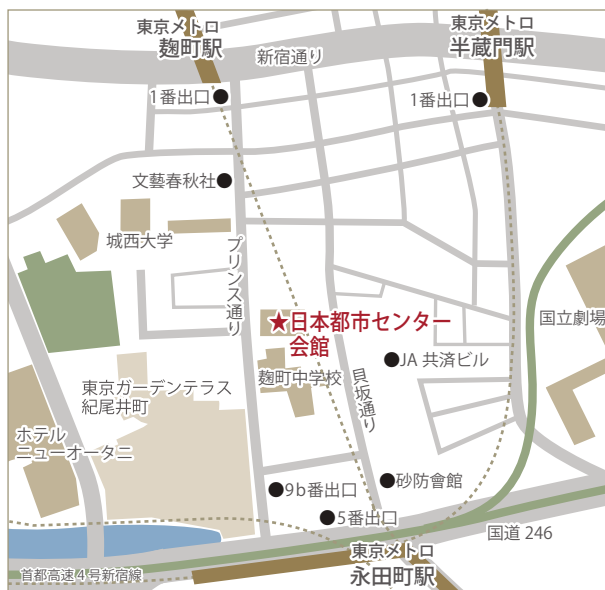 東京メトロ
麹町駅
東京メトロ
半蔵門駅
新宿通り
1番出口
1番出口
文藝春秋社
城西大学
プリンス通り
国立劇場
★日本都市センター
会館
JA 共済ビル
麹町中学校
貝坂通り
東京ガーデンテラス
紀尾井町
ホテル
ニューオータニ
砂防會館
9b番出口
5番出口
国道 246
東京メトロ
永田町駅
首都高速4号新宿線